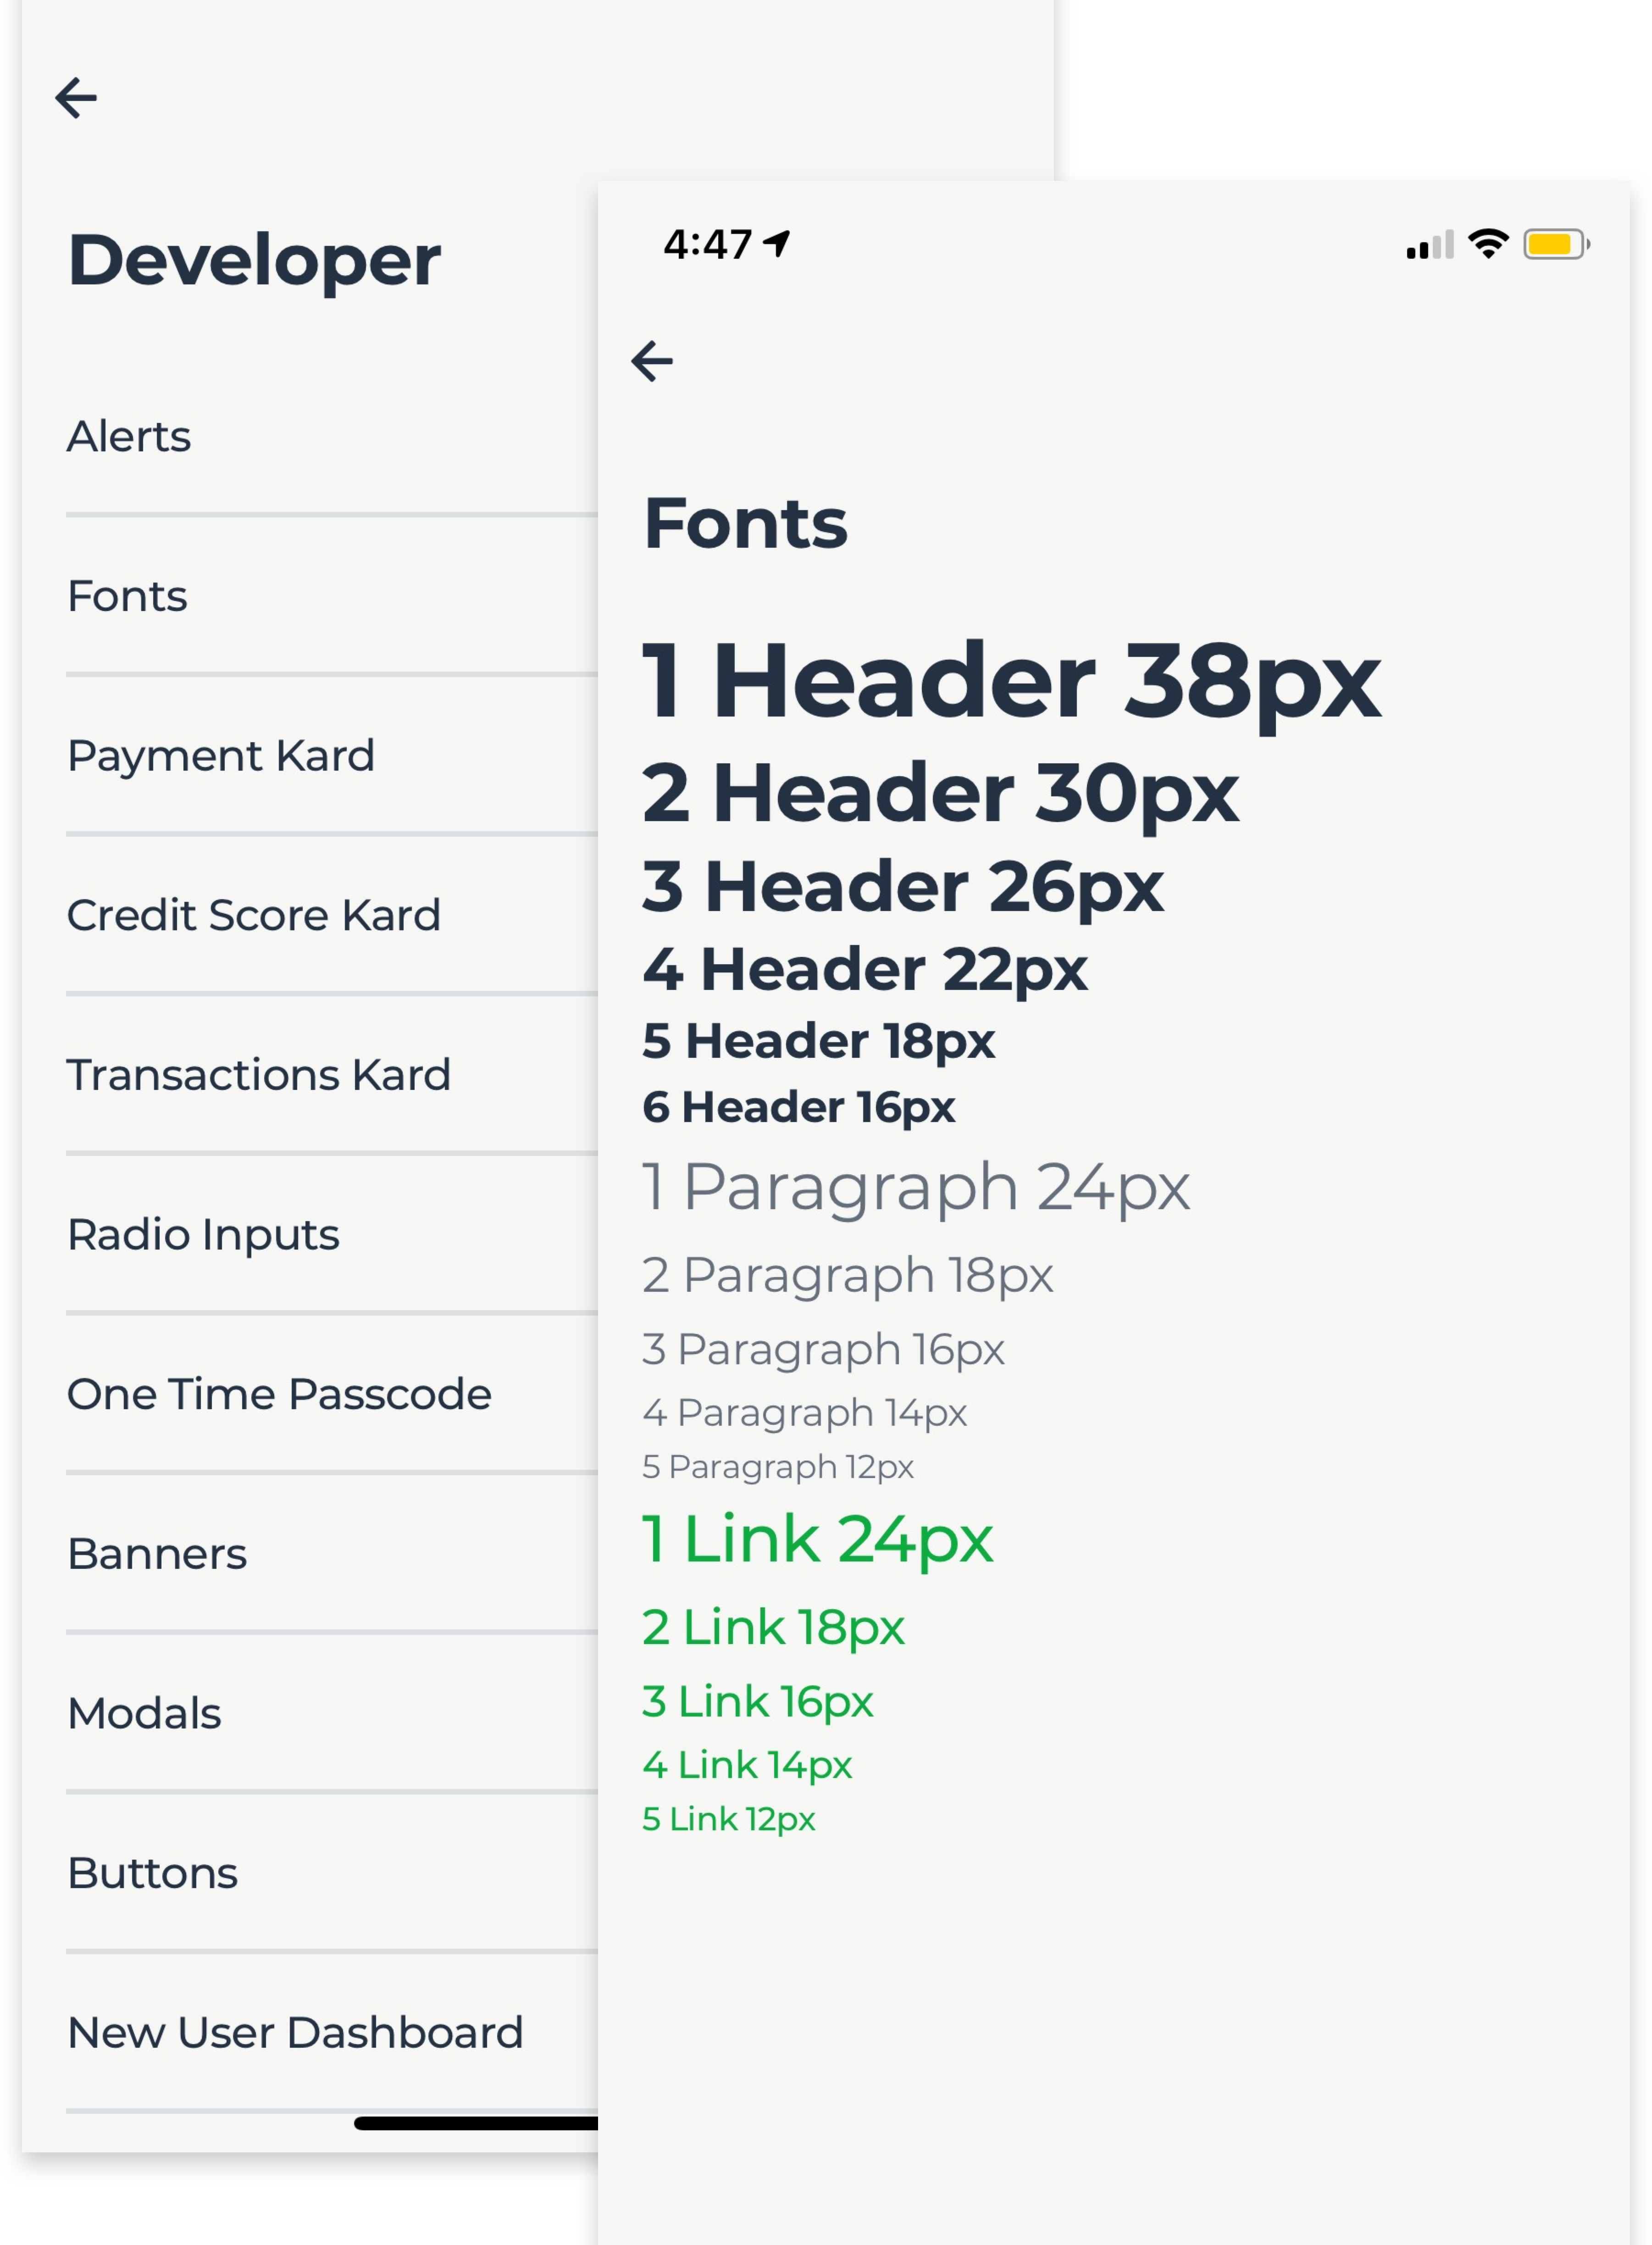 Developer
Alerts
Fonts
Payment Kard
Credit Score Kard
Transactions Kard
Radio Inputs
One Time Passcode
Banners
Modals
Buttons
New User Dashboard
4:47
Fonts
1 Header 38px
2 Header 30px
3 Header 26px
4 Header 22px
5 Header 18px
6 Header 16px
1 Paragraph 24px
2 Paragraph 18px
3 Paragraph 16px
4 Paragraph 14px
5 Paragraph 12px
1 Link 24px
2 Link 18px
3 Link 16px
4 Link 14px
5 Link 12px